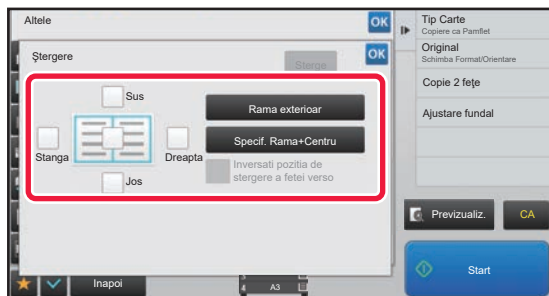 Altele
OK
Ştergere
OK
Sterge
Sus
Stanga
Dreapta
Jos
Rama exterioar
Specif. Rama+Centru
Inversati pozitia de
stergere a fetei verso
Inapoi
A3
4
Tip Carte
Copiere ca Pamflet
Original
Schimba Format/Orientare
Copie 2 feţe
Ajustare fundal
Previzualiz.
CA
Start